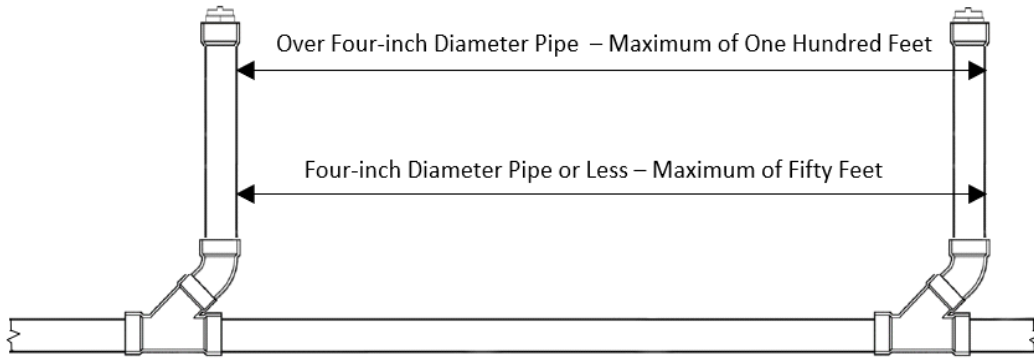 Over Four-inch Diameter Pipe – Maximum of One Hundred Feet
Four-inch Diameter Pipe or Less – Maximum of Fifty Feet